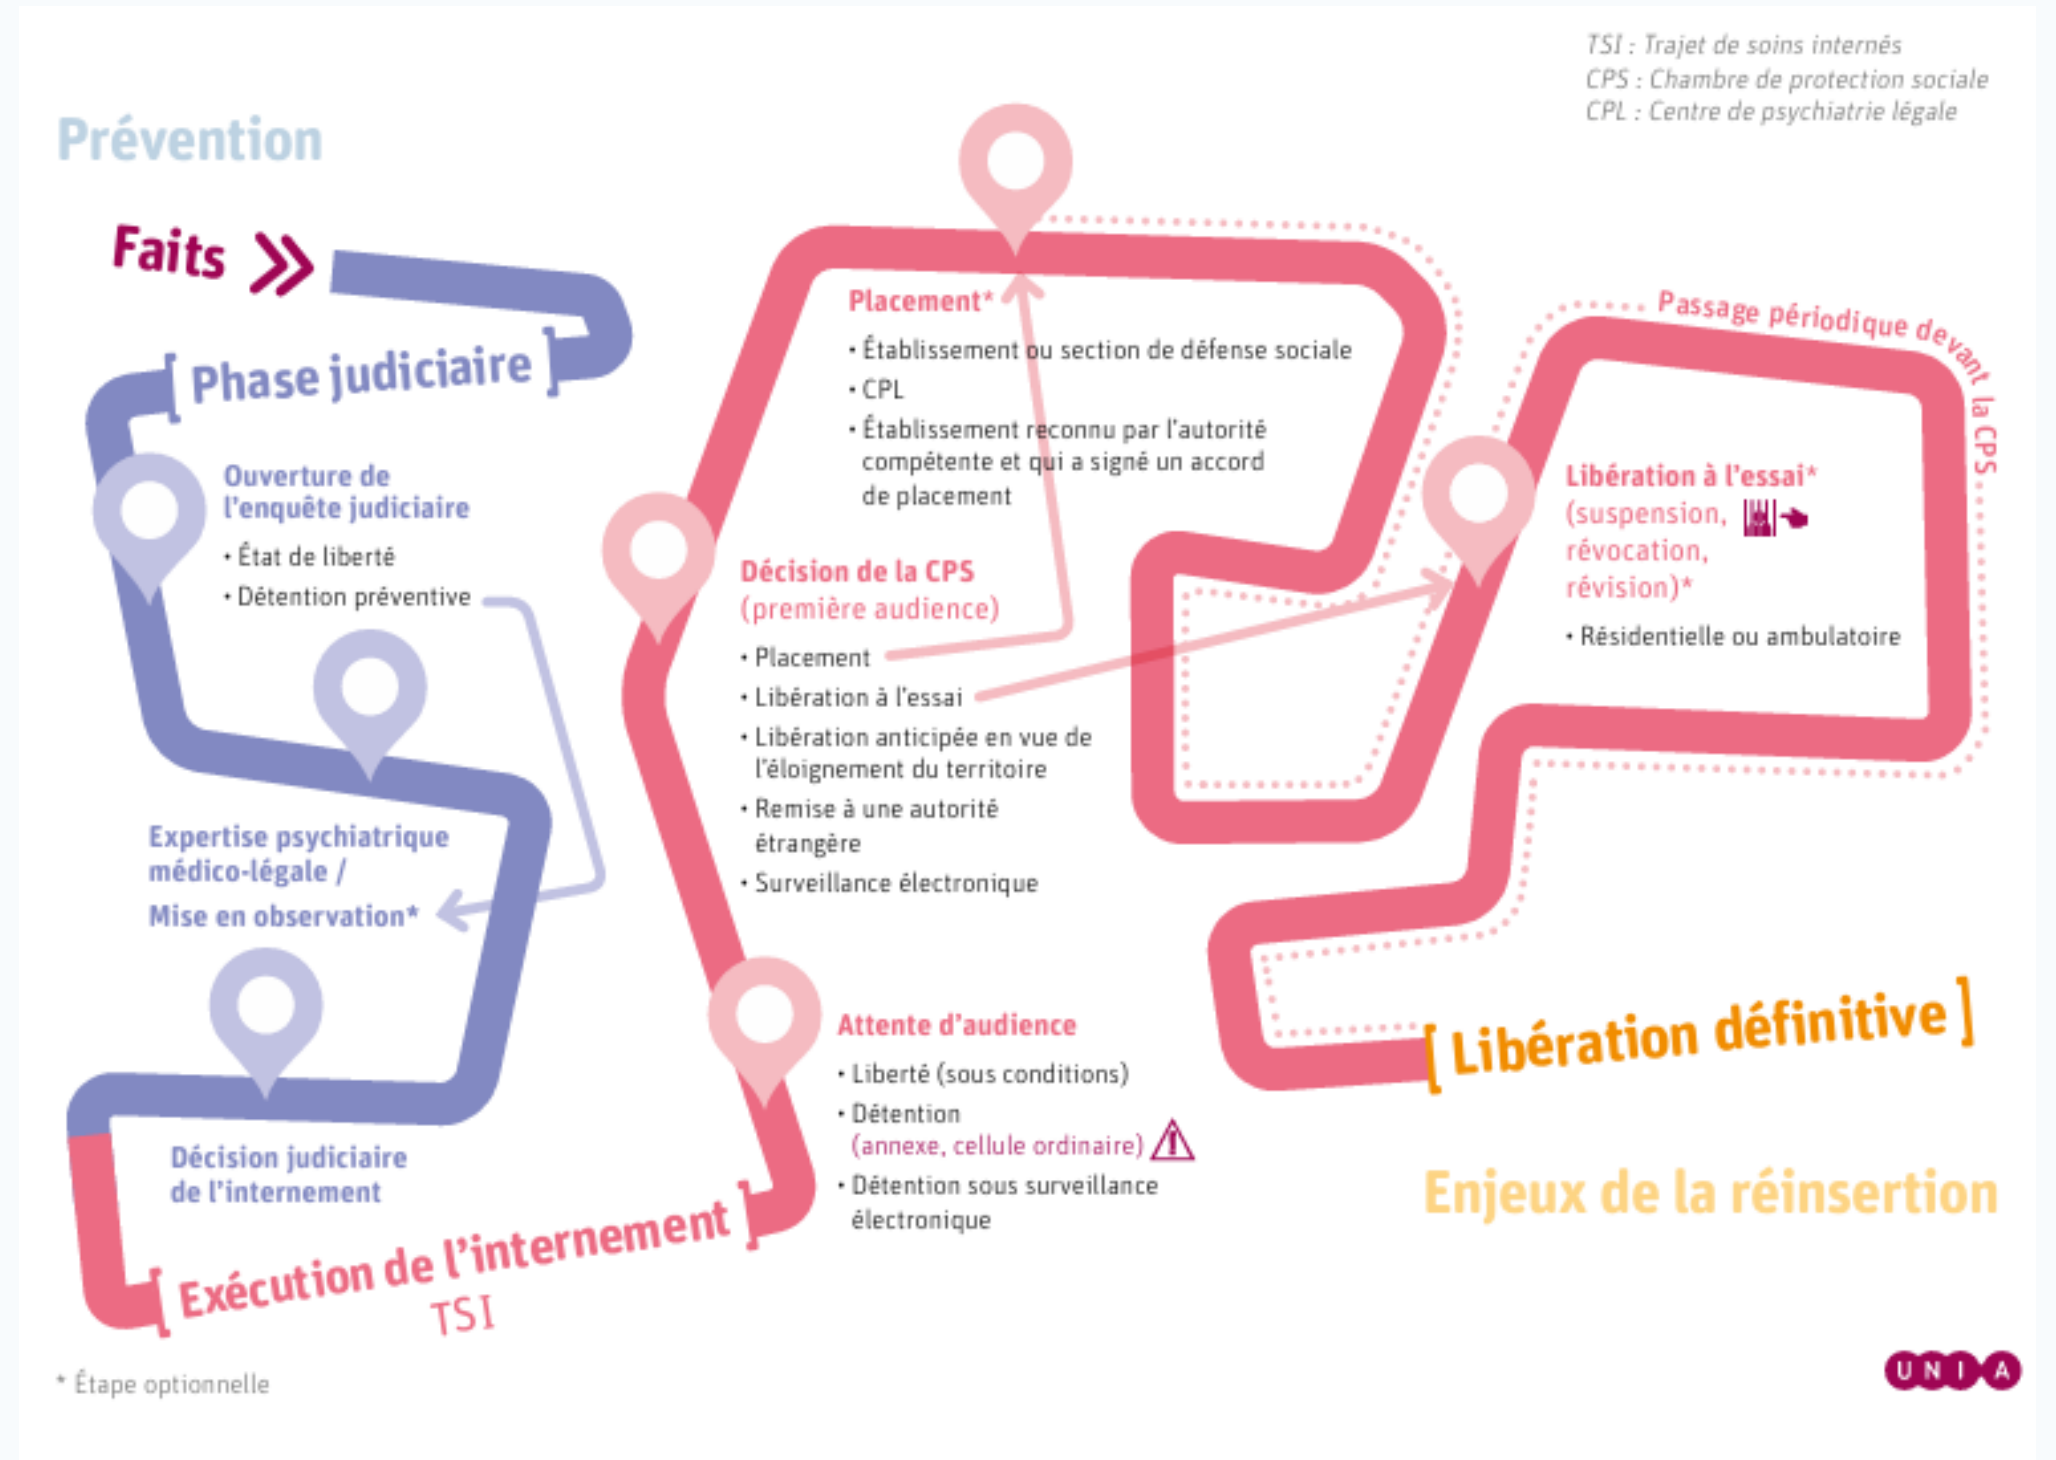 TSI : Trajet de soins internés
CPS : Chambre de protection sociale
CPL : Centre de psychiatrie légale
Prévention
Faits
[ Phase judiciaire ]
Ouverture de
l'enquête judiciaire
• État de liberté
• Détention préventive
Expertise psychiatrique
médico-légale /
Mise en observation*
Décision judiciaire
de l'internement
[ Exécution de l'internement ]
TSI
Attente d'audience
• Liberté (sous conditions)
• Détention
(annexe, cellule ordinaire)
• Détention sous surveillance
électronique
Décision de la CPS
(première audience)
• Placement
• Libération à l'essai
• Libération anticipée en vue de
l'éloignement du territoire
• Remise à une autorité
étrangère
• Surveillance électronique
Placement*
• Établissement ou section de défense sociale
• CPL
• Établissement reconnu par l'autorité
compétente et qui a signé un accord
de placement
Passage périodique devant la CPS
Libération à l'essai*
(suspension,
révocation,
révision)*
• Résidentielle ou ambulatoire
[ Libération définitive ]
Enjeux de la réinsertion
* Étape optionnelle
UNIA